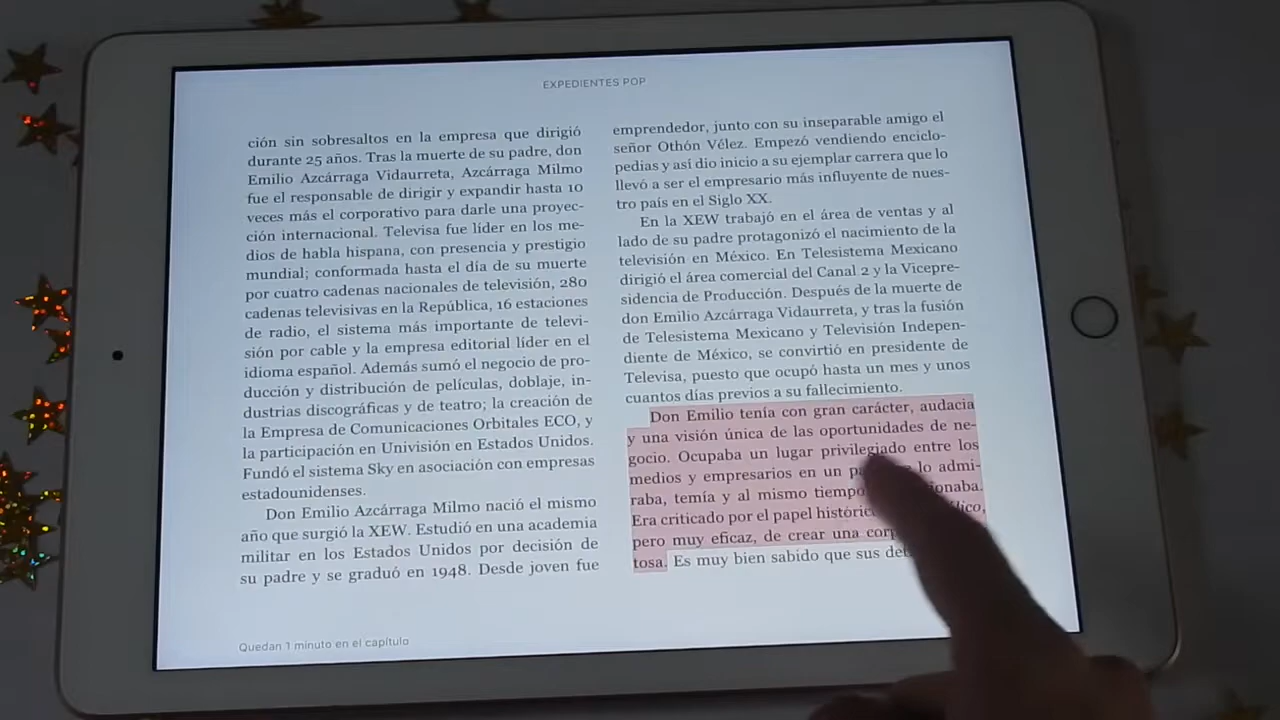 EXPEDIENTES POP
ción sin sobresaltos en la empresa que dirigió
durante 25 años. Tras la muerte de su padre, don
Emilio Azcárraga Vidaurreta, Azcárraga Milmo
fue el responsable de dirigir y expandir hasta 10
veces más el corporativo para darle una proyec-
ción internacional. Televisa fue líder en los me-
dios de habla hispana, con presencia y prestigio
mundial; conformada hasta el día de su muerte
por cuatro cadenas nacionales de televisión, 280
cadenas televisivas en la República, 16 estaciones
de radio, el sistema más importante de televi-
sión por cable y la empresa editorial líder en el
idioma español. Además sumó el negocio de pro-
ducción y distribución de películas, doblaje, in-
dustrias discográficas y de teatro; la creación de
la Empresa de Comunicaciones Orbitales ECO, y
la participación en Univisión en Estados Unidos.
Fundó el sistema Sky en asociación con empresas
estadounidenses.
Don Emilio Azcárraga Milmo nació el mismo
año que surgió la XEW. Estudió en una academia
militar en los Estados Unidos por decisión de
su padre y se graduó en 1948. Desde joven fue
emprendedor, junto con su inseparable amigo el
señor Othón Vélez. Empezó vendiendo enciclo-
pedias y así dio inicio a su ejemplar carrera que lo
llevó a ser el empresario más influyente de nues-
tro país en el Siglo XX.
En la XEW trabajó en el área de ventas y al
lado de su padre protagonizó el nacimiento de la
televisión en México. En Telesistema Mexicano
dirigió el área comercial del Canal 2 y la Vicepre-
sidencia de Producción. Después de la muerte de
don Emilio Azcárraga Vidaurreta, y tras la fusión
de Telesistema Mexicano y Televisión Indepen-
diente de México, se convirtió en presidente de
Televisa, puesto que ocupó hasta un mes y unos
cuantos días previos a su fallecimiento.
Don Emilio tenía con gran carácter, audacia
y una visión única de las oportunidades de ne-
gocio. Ocupaba un lugar privilegiado entre los
medios y empresarios en un lo admi-
raba, temía y al mismo tiempo
Era criticado por el papel
pero muy eficaz, de crear una
tosa. Es muy bien sabido que sus
Quedan 1 minuto en el capítulo